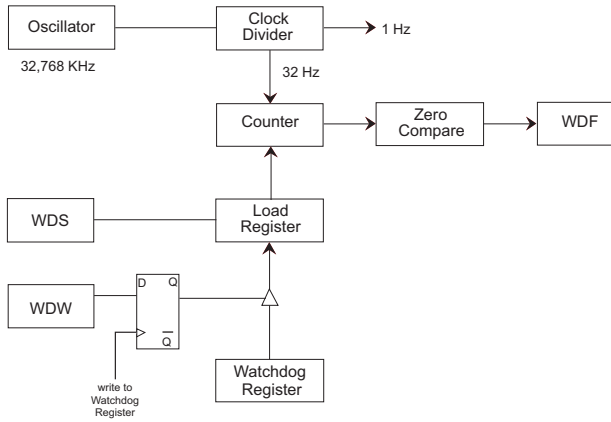 Oscillator
Clock
Divider
1 Hz
32,768 KHz
32 Hz
Counter
Zero
Compare
WDF
WDS
Load
Register
D
Q
WDW
Q
write to
Watchdog
Register
Watchdog
Register